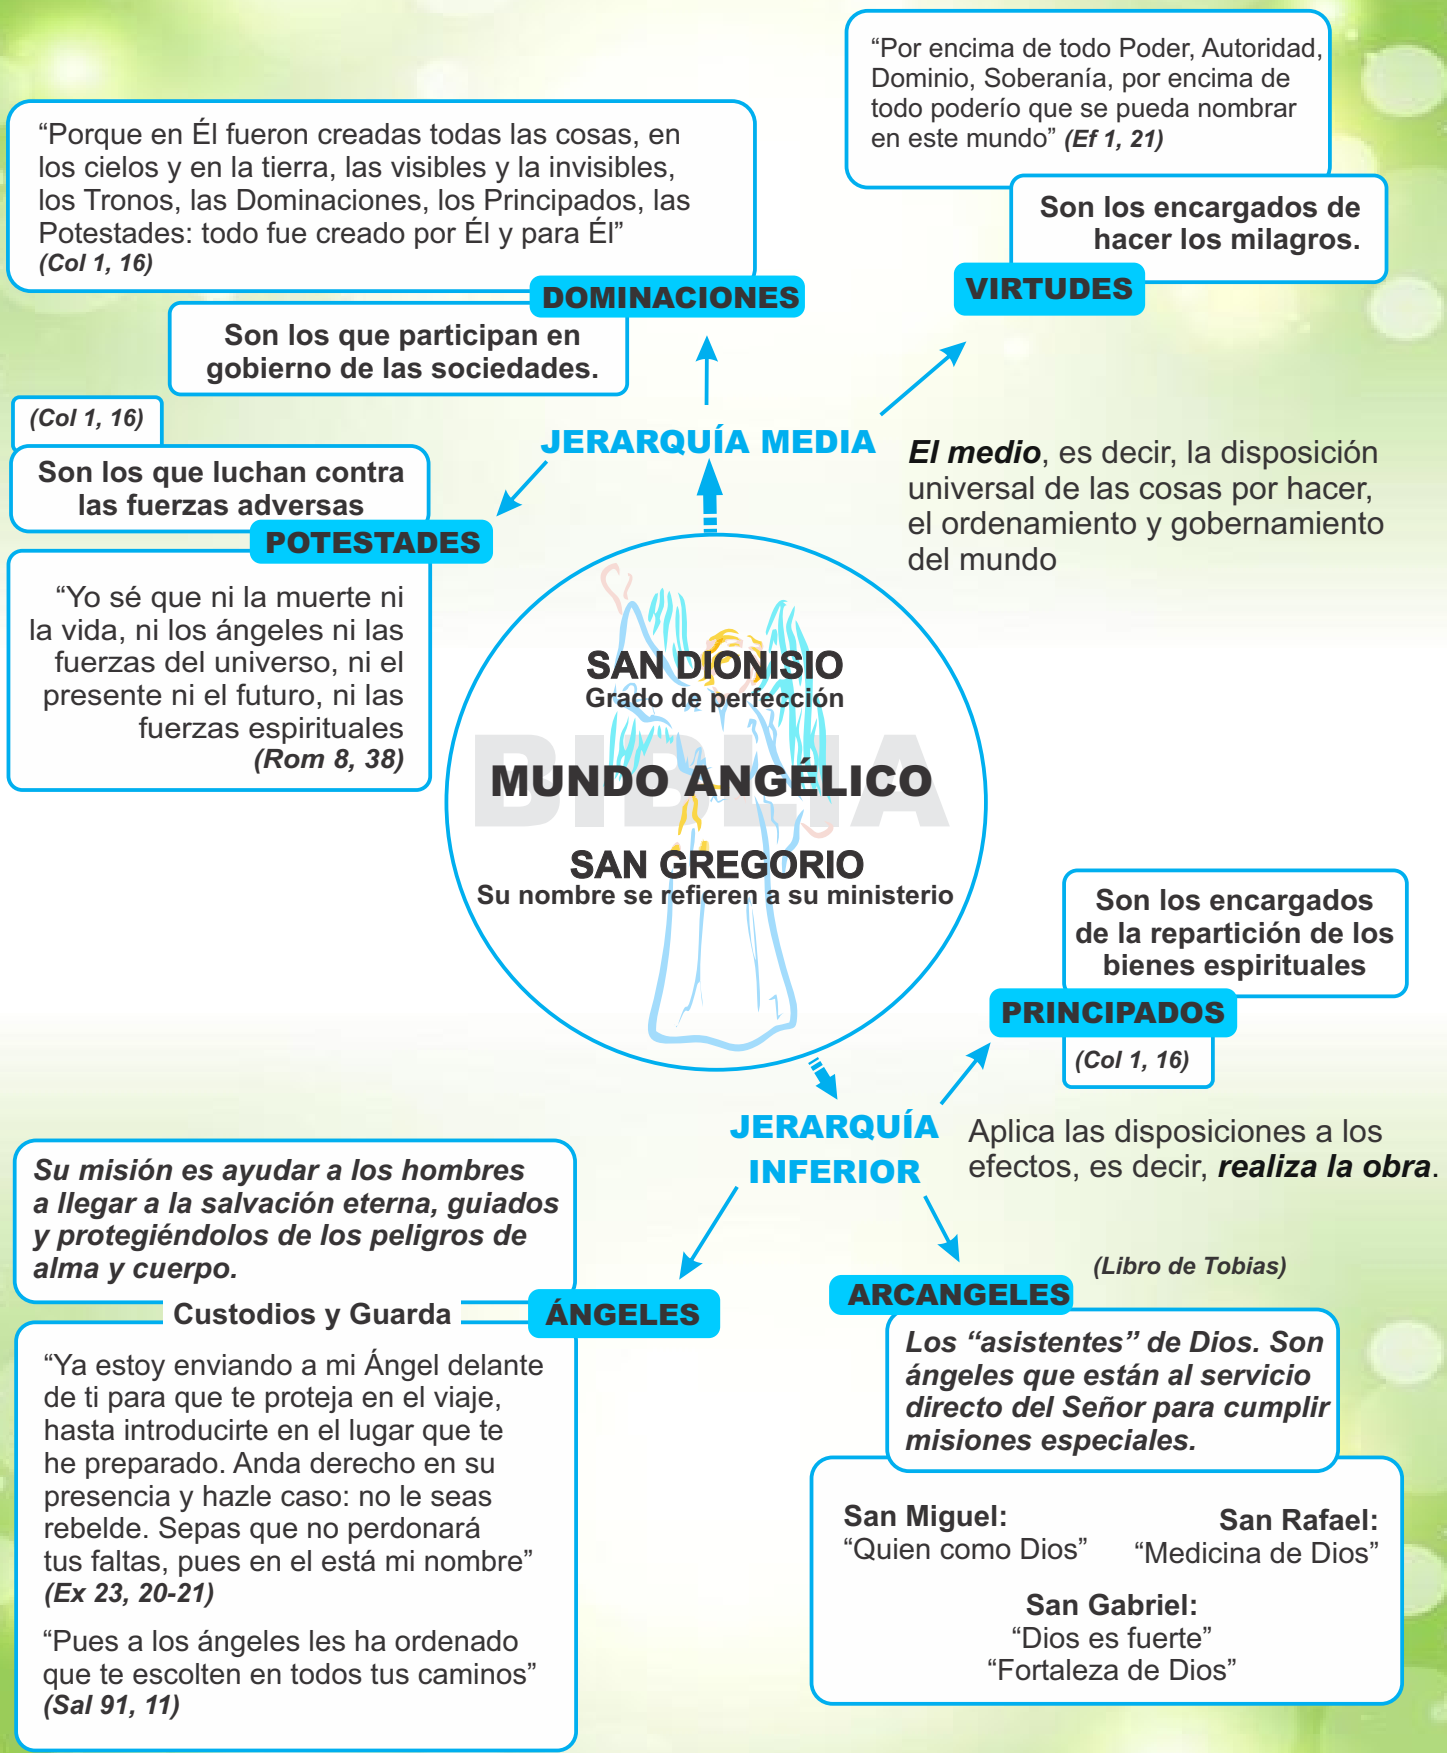 “Por encima de todo Poder, Autoridad,
Dominio, Soberanía, por encima de
todo poderío que se pueda nombrar
en este mundo” (Ef 1, 21)
Son los encargados de
hacer los milagros.
VIRTUDES
“Porque en Él fueron creadas todas las cosas, en
los cielos y en la tierra, las visibles y la invisibles,
los Tronos, las Dominaciones, los Principados, las
Potestades: todo fue creado por Él y para Él”
(Col 1, 16)
DOMINACIONES
Son los que participan en
gobierno de las sociedades.
(Col 1, 16)
Son los que luchan contra
las fuerzas adversas
POTESTADES
“Yo sé que ni la muerte ni
la vida, ni los ángeles ni las
fuerzas del universo, ni el
presente ni el futuro, ni las
fuerzas espirituales
(Rom 8, 38)
JERARQUÍA MEDIA
El medio, es decir, la disposición
universal de las cosas por hacer,
el ordenamiento y gobernamiento
del mundo
SAN DIONISIO
Grado de perfección
BIBLIA
MUNDO ANGÉLICO
SAN GREGORIO
Su nombre se refieren a su ministerio
Son los encargados
de la repartición de los
bienes espirituales
PRINCIPADOS
(Col 1, 16)
JERARQUÍA
INFERIOR
Aplica las disposiciones a los
efectos, es decir, realiza la obra.
Su misión es ayudar a los hombres
a llegar a la salvación eterna, guiados
y protegiéndolos de los peligros de
alma y cuerpo.
Custodios y Guarda
ÁNGELES
“Ya estoy enviando a mi Ángel delante
de ti para que te proteja en el viaje,
hasta introducirte en el lugar que te
he preparado. Anda derecho en su
presencia y hazle caso: no le seas
rebelde. Sepas que no perdonará
tus faltas, pues en el está mi nombre”
(Ex 23, 20-21)
“Pues a los ángeles les ha ordenado
que te escolten en todos tus caminos”
(Sal 91, 11)
(Libro de Tobias)
ARCANGELES
Los “asistentes” de Dios. Son
ángeles que están al servicio
directo del Señor para cumplir
misiones especiales.
San Miguel:
“Quien como Dios”
San Rafael:
“Medicina de Dios”
San Gabriel:
“Dios es fuerte”
“Fortaleza de Dios”